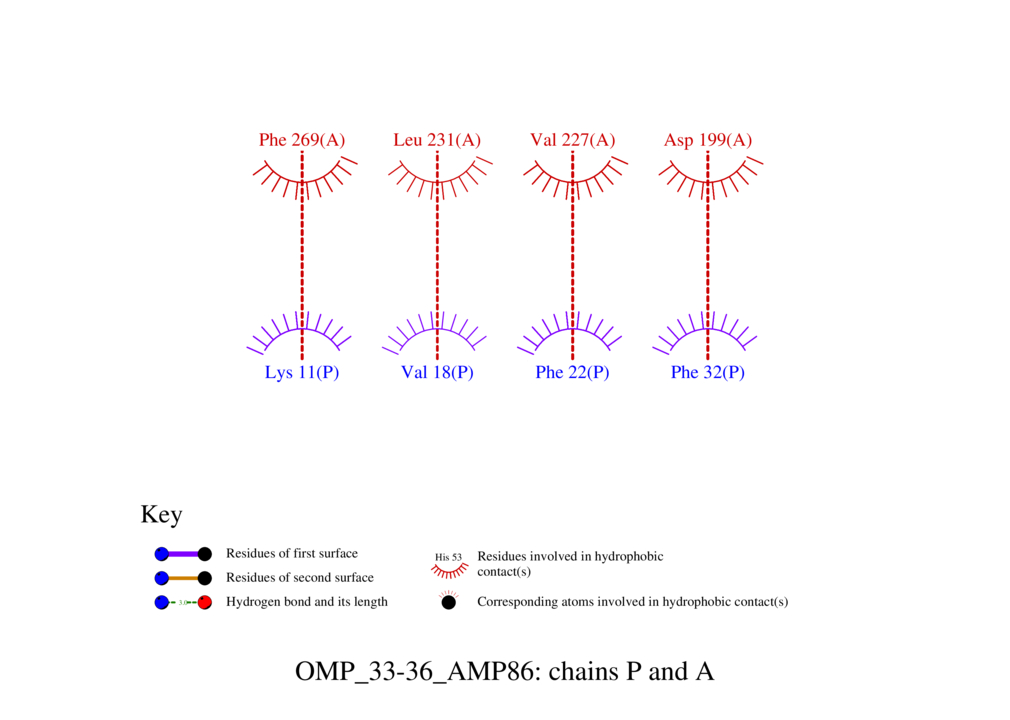 Phe 269(A) Leu 231(A) Val 227(A) Asp 199(A)
Lys 11(P) Val 18(P) Phe 22(P) Phe 32(P)
Key
Residues of first surface
Residues of second surface
3.0 Hydrogen bond and its length
His 53 Residues involved in hydrophobic
contact(s)
Corresponding atoms involved in hydrophobic contact(s)
OMP_33-36_AMP86: chains P and A